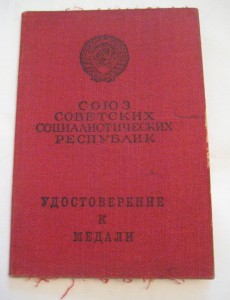 СОЮЗ
СОВЕТСКИХ
СОЦИАЛИСТИЧЕСКИХ
РЕСПУБЛИК
УДОСТОВЕРЕНИЕ
К
МЕДАЛИ